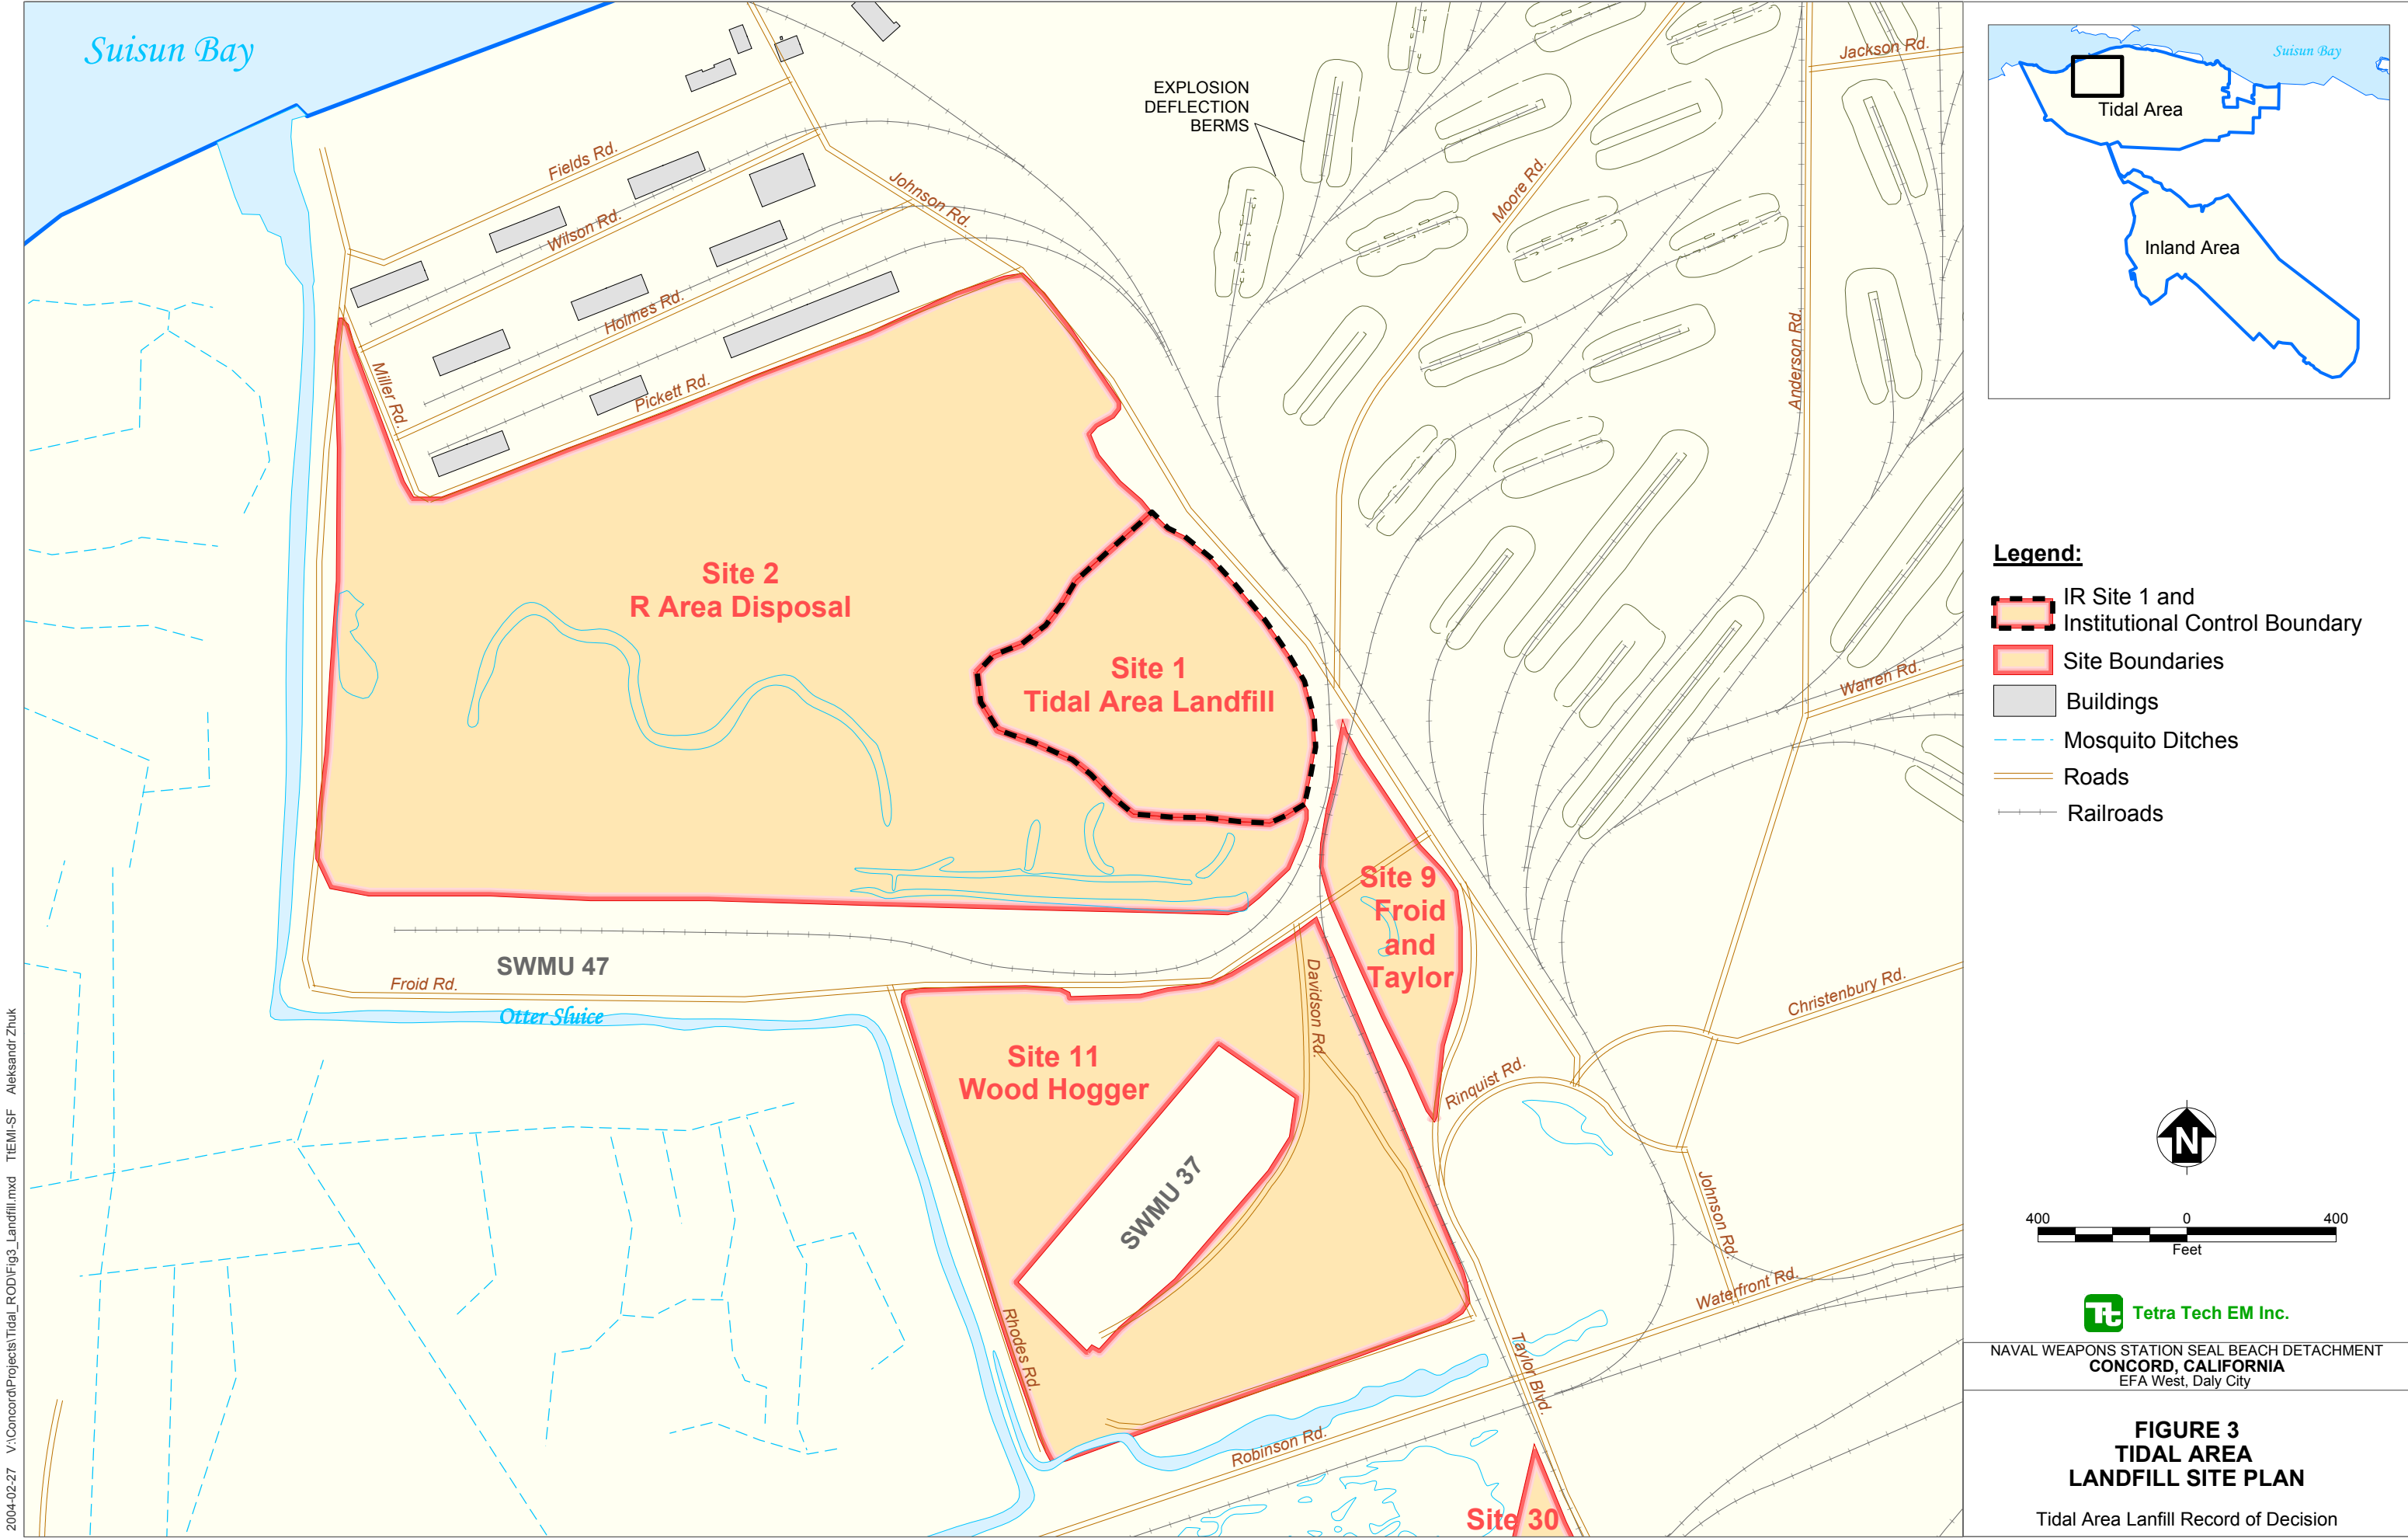 Suisun Bay
EXPLOSION
DEFLECTION
BERMS
Jackson Rd.
Fields Rd.
Wilson Rd.
Johnson Rd.
Moore Rd.
Holmes Rd.
Miller Rd.
Pickett Rd.
Anderson Rd.
Site 2
R Area Disposal
Site 1
Tidal Area Landfill
Warren Rd.
Site 9
Froid
and
Taylor
SWMU 47
Froid Rd.
Otter Sluice
Davidson Rd.
Christenbury Rd.
Site 11
Wood Hogger
Rinquist Rd.
SWMU 37
Johnson Rd.
Waterfront Rd.
Rhodes Rd.
Taylor Blvd.
Robinson Rd.
Site 30
Suisun Bay
Tidal Area
Inland Area
Legend:
IR Site 1 and
Institutional Control Boundary
Site Boundaries
Buildings
Mosquito Ditches
Roads
Railroads
N
400 0 400
Feet
Tt Tetra Tech EM Inc.
NAVAL WEAPONS STATION SEAL BEACH DETACHMENT
CONCORD, CALIFORNIA
EFA West, Daly City
FIGURE 3
TIDAL AREA
LANDFILL SITE PLAN
Tidal Area Lanfill Record of Decision
2004-02-27 V:\Concord\Projects\Tidal_ROD\Fig3_Landfill.mxd TtEMI-SF Aleksandr Zhuk